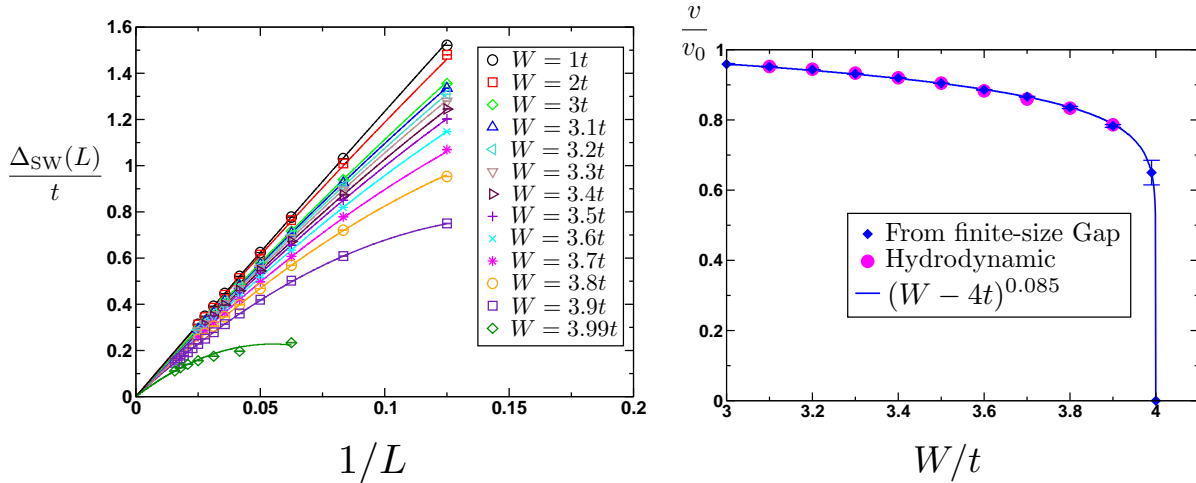 Δ_SW(L)
t
1.6
1.4
1.2
1.0
0.8
0.6
0.4
0.2
0
0
0.05
0.1
0.15
0.2
1/L
W = 1t
W = 2t
W = 3t
W = 3.1t
W = 3.2t
W = 3.3t
W = 3.4t
W = 3.5t
W = 3.6t
W = 3.7t
W = 3.8t
W = 3.9t
W = 3.99t
v
v₀
1
0.8
0.6
0.4
0.2
0
3
3.2
3.4
3.6
3.8
4
W/t
From finite-size Gap
Hydrodynamic
(W − 4t)^0.085